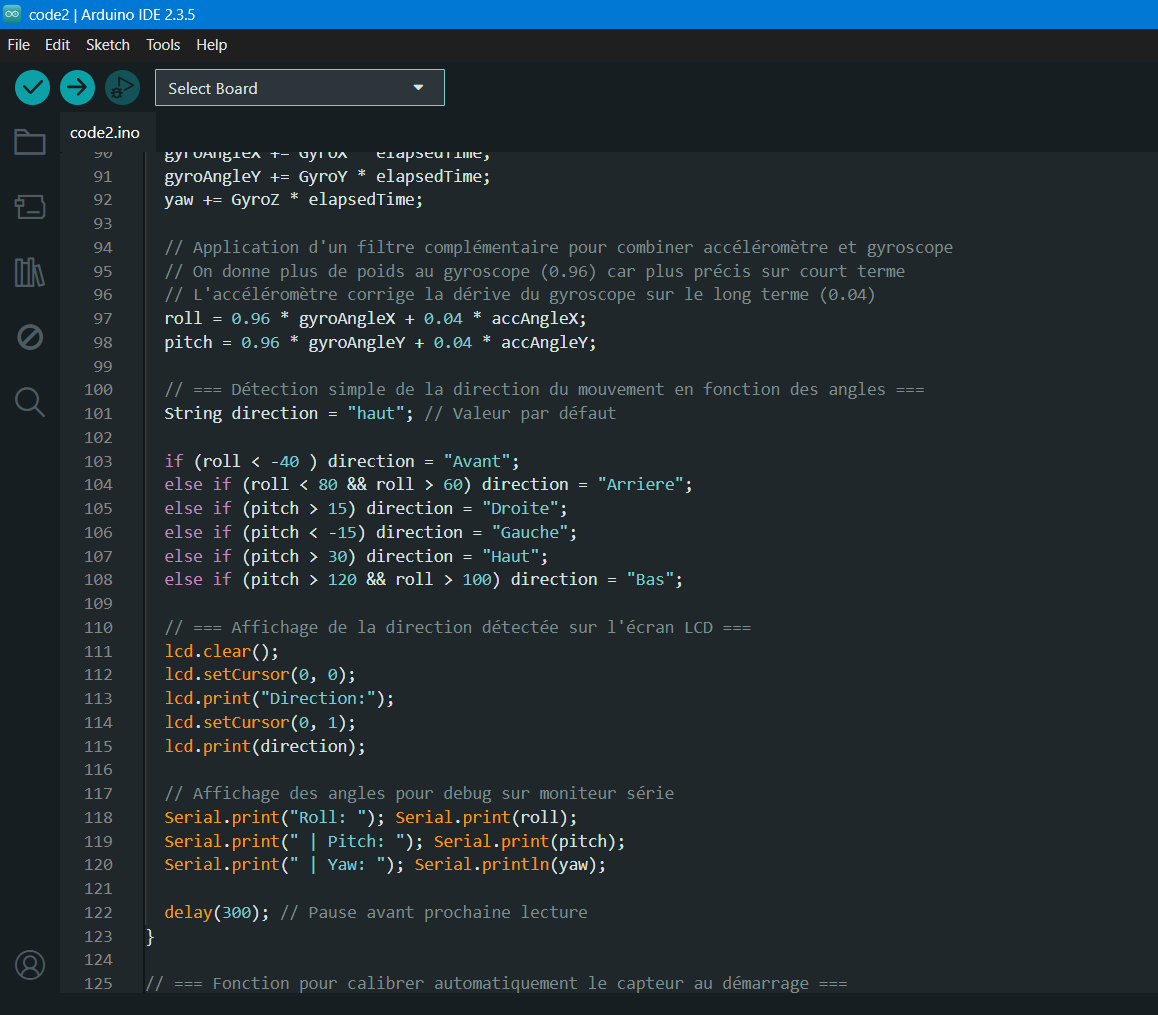 code2 | Arduino IDE 2.3.5
File Edit Sketch Tools Help
Select Board
code2.ino
90 gyroAngleX += GyroX * elapsedTime;
91 gyroAngleY += GyroY * elapsedTime;
92 yaw += GyroZ * elapsedTime;
93
94 // Application d'un filtre complémentaire pour combiner accéléromètre et gyroscope
95 // On donne plus de poids au gyroscope (0.96) car plus précis sur court terme
96 // L'accéléromètre corrige la dérive du gyroscope sur le long terme (0.04)
97 roll = 0.96 * gyroAngleX + 0.04 * accAngleX;
98 pitch = 0.96 * gyroAngleY + 0.04 * accAngleY;
99
100 // === Détection simple de la direction du mouvement en fonction des angles ===
101 String direction = "haut"; // Valeur par défaut
102
103 if (roll < -40 ) direction = "Avant";
104 else if (roll < 80 && roll > 60) direction = "Arriere";
105 else if (pitch > 15) direction = "Droite";
106 else if (pitch < -15) direction = "Gauche";
107 else if (pitch > 30) direction = "Haut";
108 else if (pitch > 120 && roll > 100) direction = "Bas";
109
110 // === Affichage de la direction détectée sur l'écran LCD ===
111 lcd.clear();
112 lcd.setCursor(0, 0);
113 lcd.print("Direction:");
114 lcd.setCursor(0, 1);
115 lcd.print(direction);
116
117 // Affichage des angles pour debug sur moniteur série
118 Serial.print("Roll: "); Serial.print(roll);
119 Serial.print(" | Pitch: "); Serial.print(pitch);
120 Serial.print(" | Yaw: "); Serial.println(yaw);
121
122 delay(300); // Pause avant prochaine lecture
123 }
124
125 // === Fonction pour calibrer automatiquement le capteur au démarrage ===